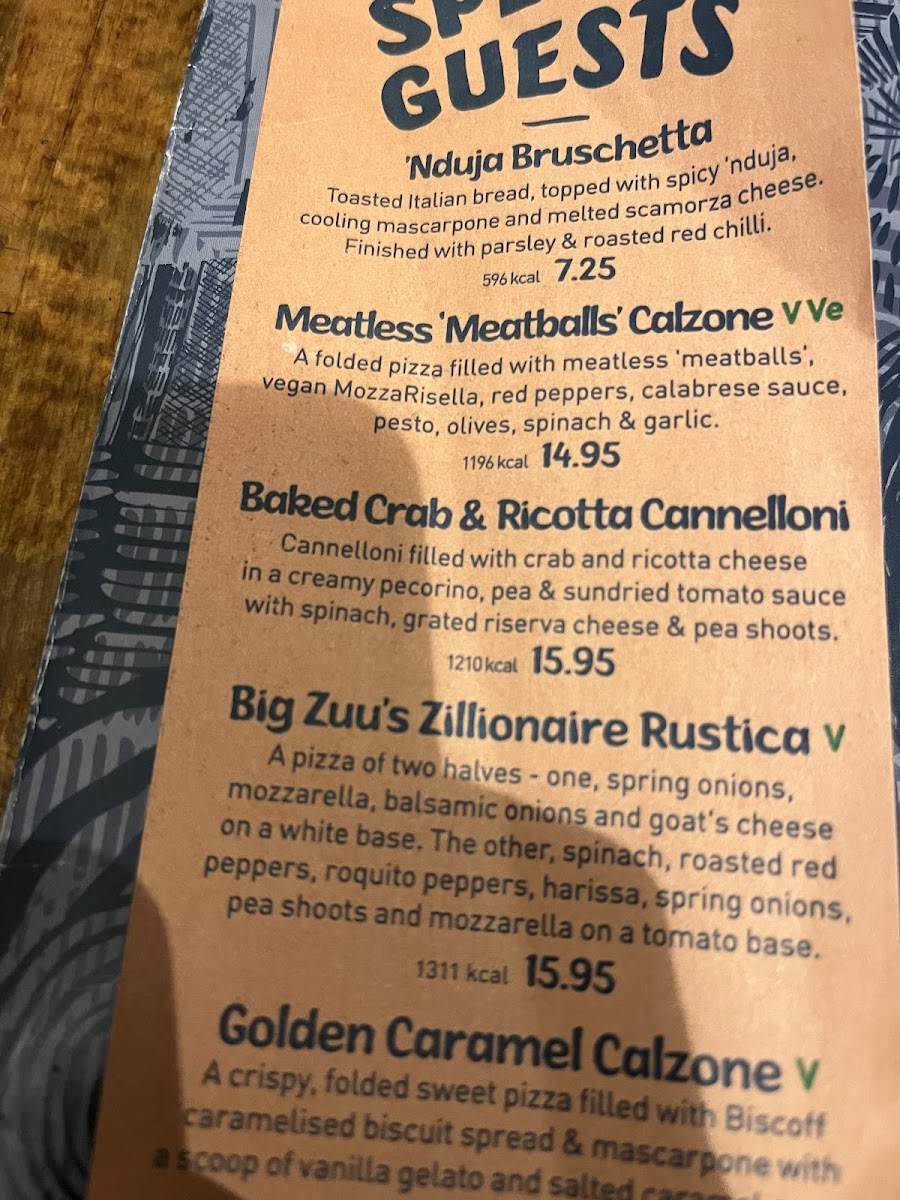 GUESTS
'Nduja Bruschetta
Toasted Italian bread, topped with spicy 'nduja,
cooling mascarpone and melted scamorza cheese.
Finished with parsley & roasted red chilli.
596 kcal 7.25
Meatless 'Meatballs' Calzone V Ve
A folded pizza filled with meatless 'meatballs',
vegan MozzaRisella, red peppers, calabrese sauce,
pesto, olives, spinach & garlic.
1196 kcal 14.95
Baked Crab & Ricotta Cannelloni
Cannelloni filled with crab and ricotta cheese
in a creamy pecorino, pea & sundried tomato sauce
with spinach, grated riserva cheese & pea shoots.
1210 kcal 15.95
Big Zuu's Zillionaire Rustica V
A pizza of two halves - one, spring onions,
mozzarella, balsamic onions and goat's cheese
on a white base. The other, spinach, roasted red
peppers, roquito peppers, harissa, spring onions,
pea shoots and mozzarella on a tomato base.
1311 kcal 15.95
Golden Caramel Calzone V
A crispy, folded sweet pizza filled with Biscoff
caramelised biscuit spread & mascarpone with
a scoop of vanilla gelato and salted